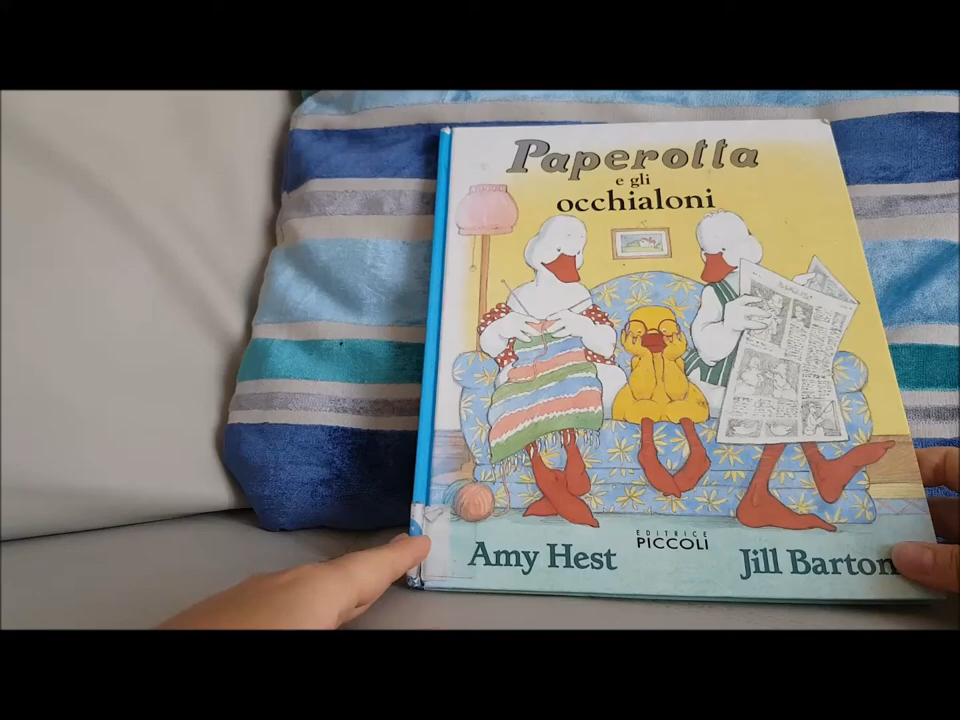 Paperotta
e gli
occhialoni
EDITRICE
PICCOLI
Amy Hest
Jill Barton